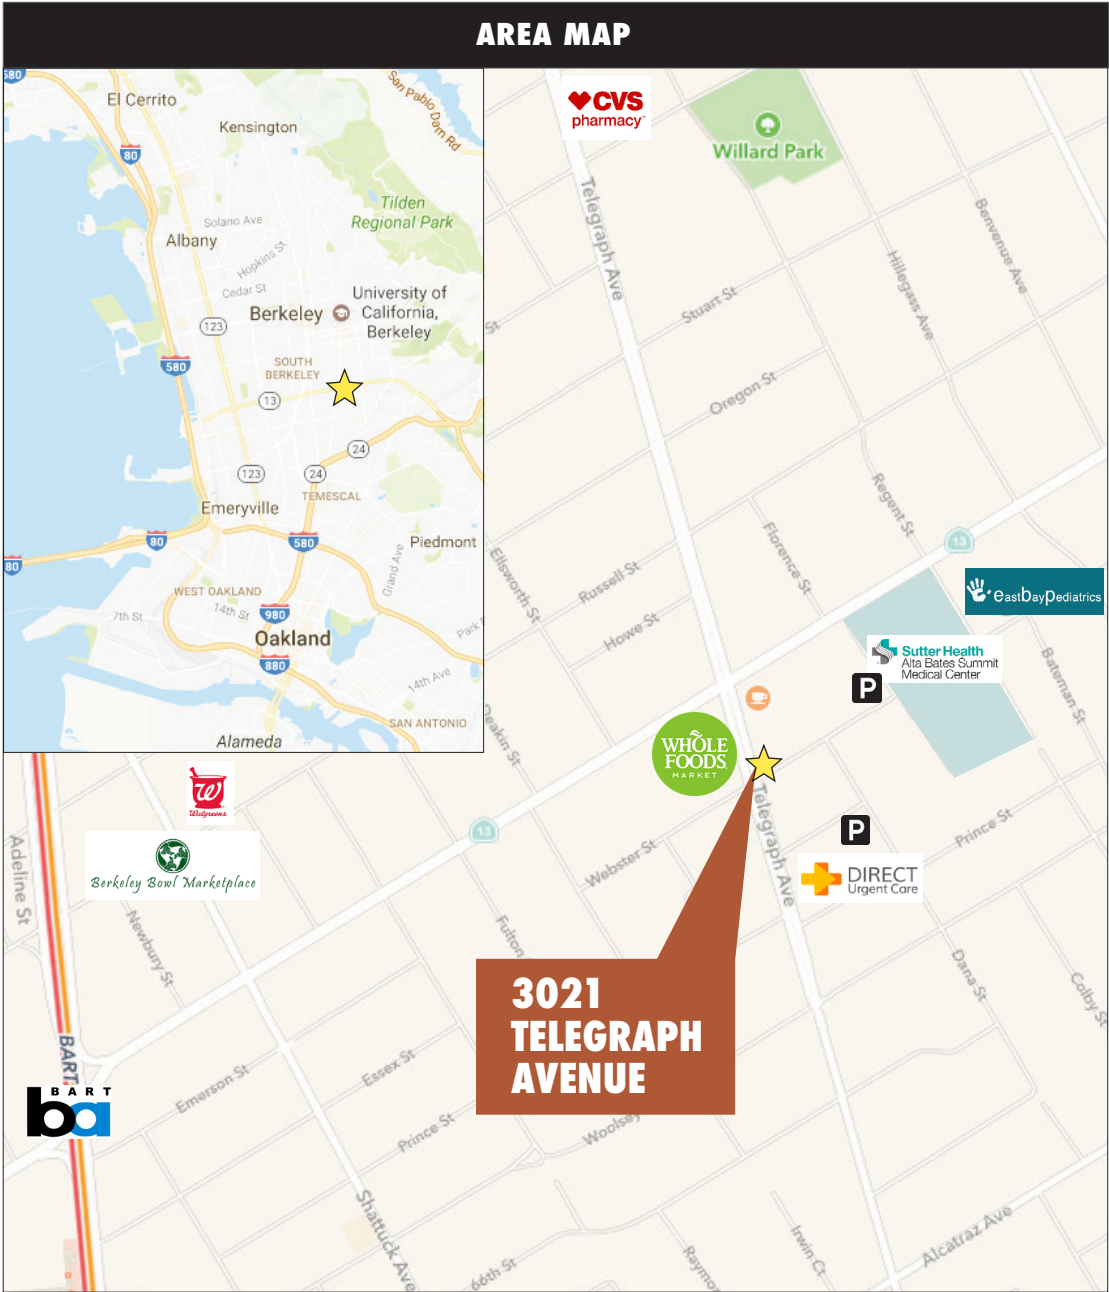 AREA MAP
580
El Cerrito
San Pablo Dam Rd
Kensington
80
Tilden
Regional Park
Solano Ave
Albany
Hopkins St
Cedar St
University of
California,
Berkeley
Berkeley
123
580
SOUTH
BERKELEY
13
24
123
24
TEMESCAL
Emeryville
80
580
Piedmont
80
Grand Ave
WEST OAKLAND
7th St
14th St
980
Oakland
Park
880
14th Ave
SAN ANTONIO
Alameda
CVS
pharmacy
Willard Park
Telegraph Ave
Benvenue Ave
Hillegass Ave
Stuart St
St
Oregon St
Regent St
13
Florence St
Ellsworth St
Russell St
Howe St
eastBayPediatrics
Sutter Health
Alta Bates Summit
Medical Center
P
Bateman St
Deakin St
WHOLE
FOODS
MARKET
Walgreens
Telegraph Ave
Prince St
P
13
Adeline St
Berkeley Bowl Marketplace
Webster St
DIRECT
Urgent Care
Newbury St
Fulton
Dana St
Colby St
3021
TELEGRAPH
AVENUE
BART
BART
ba
Essex St
Emerson St
Prince St
Woolsey
Shattuck Ave
66th St
Raymo
Irwin Ct
Alcatraz Ave